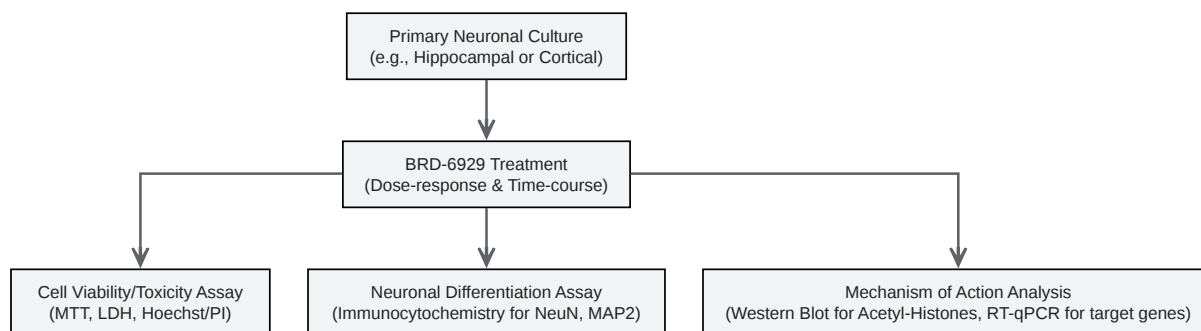 Primary Neuronal Culture
(e.g., Hippocampal or Cortical)
BRD-6929 Treatment
(Dose-response & Time-course)
Cell Viability/Toxicity Assay
(MTT, LDH, Hoechst/PI)
Neuronal Differentiation Assay
(Immunocytochemistry for NeuN, MAP2)
Mechanism of Action Analysis
(Western Blot for Acetyl-Histones, RT-qPCR for target genes)